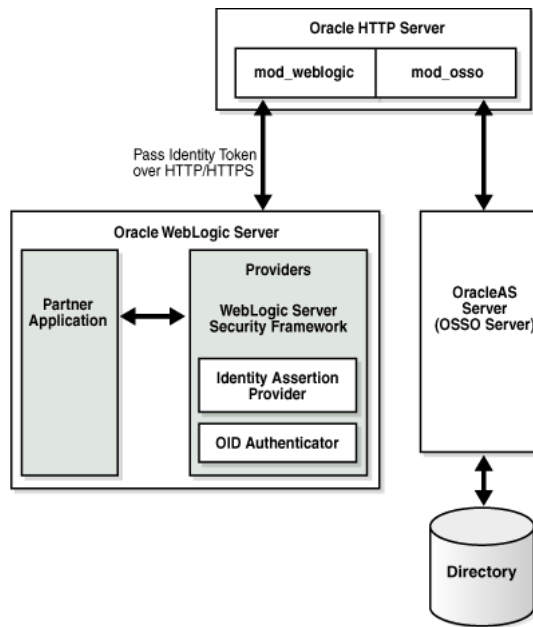 Oracle HTTP Server
mod_weblogic
mod_osso
Pass Identity Token
over HTTP/HTTPS
Oracle WebLogic Server
Partner
Application
Providers
WebLogic Server
Security Framework
Identity Assertion
Provider
OID Authenticator
OracleAS
Server
(OSSO Server)
Directory